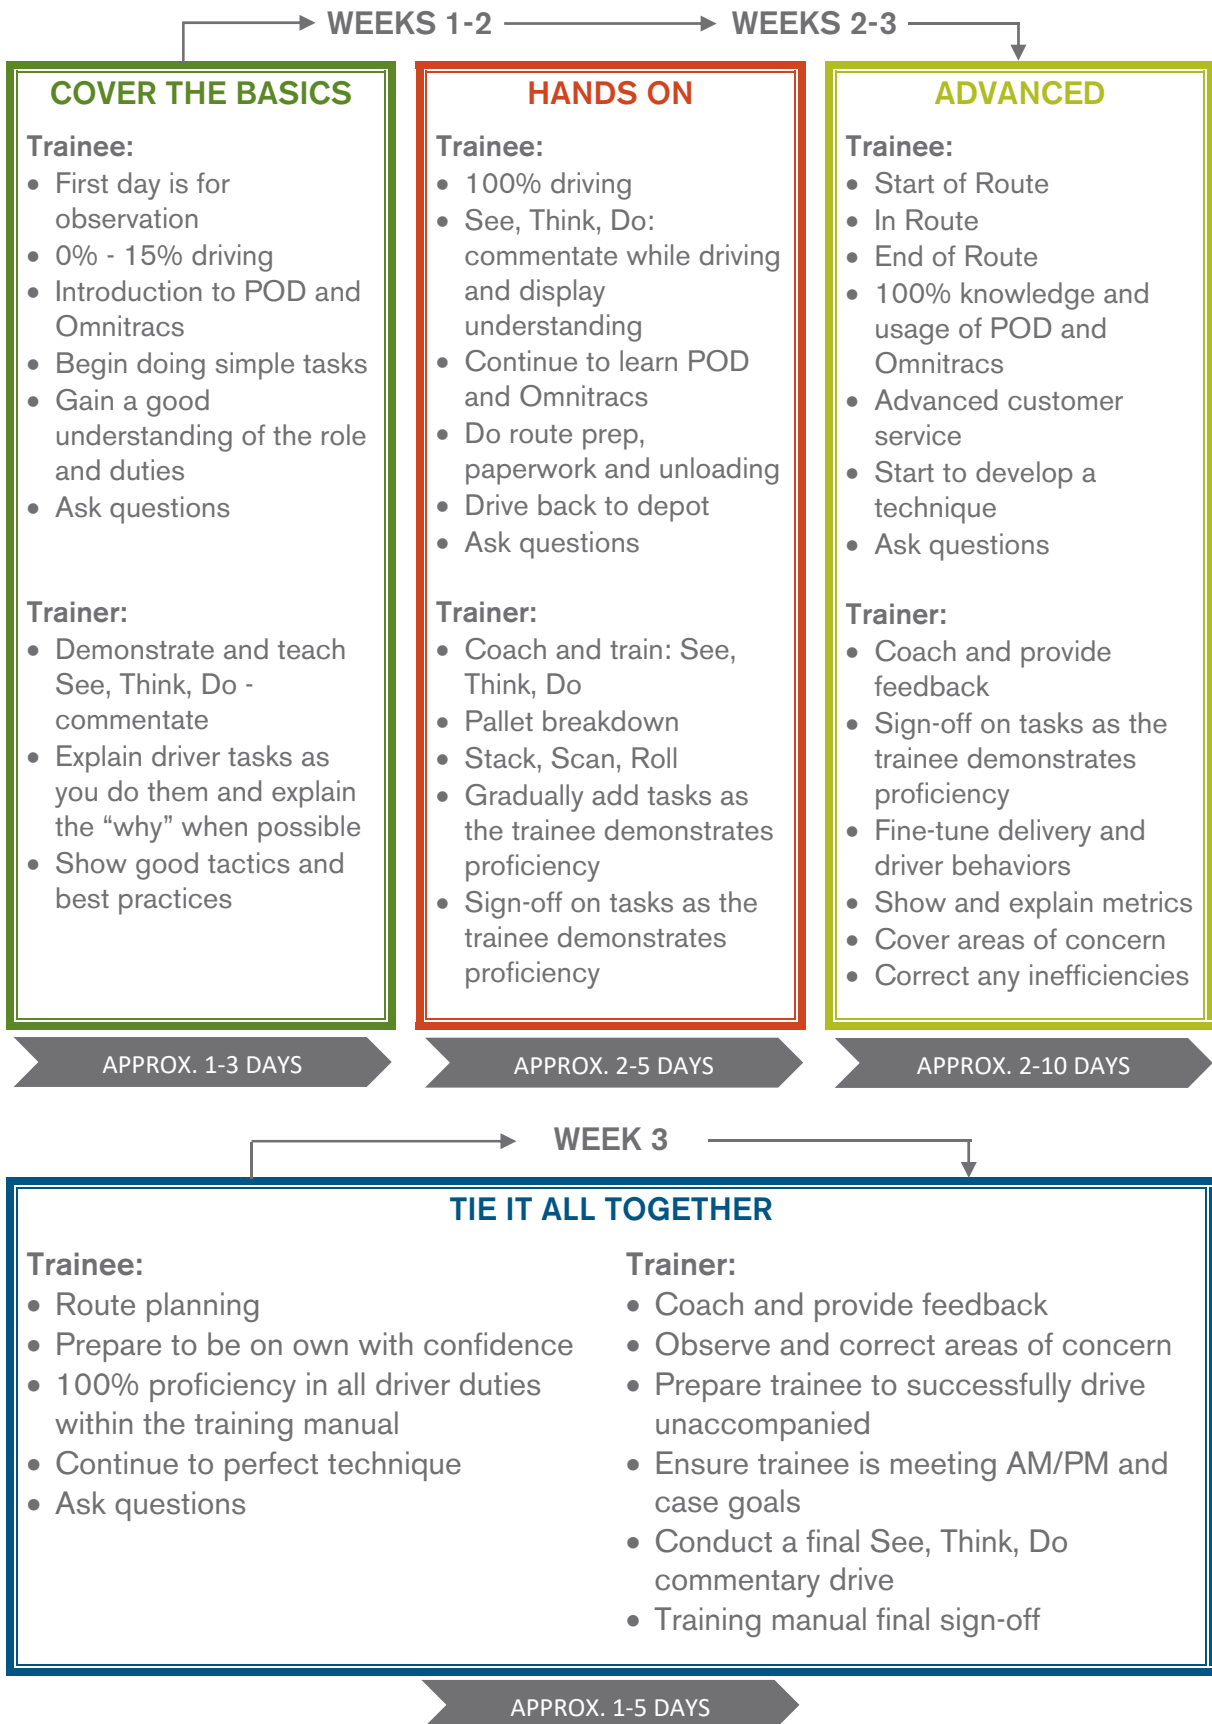 WEEKS 1-2
WEEKS 2-3
COVER THE BASICS
Trainee:
• First day is for
observation
• 0% - 15% driving
• Introduction to POD and
Omnitracs
• Begin doing simple tasks
• Gain a good
understanding of the role
and duties
• Ask questions
Trainer:
• Demonstrate and teach
See, Think, Do -
commentate
• Explain driver tasks as
you do them and explain
the “why” when possible
• Show good tactics and
best practices
APPROX. 1-3 DAYS
HANDS ON
Trainee:
• 100% driving
• See, Think, Do:
commentate while driving
and display
understanding
• Continue to learn POD
and Omnitracs
• Do route prep,
paperwork and unloading
• Drive back to depot
• Ask questions
Trainer:
• Coach and train: See,
Think, Do
• Pallet breakdown
• Stack, Scan, Roll
• Gradually add tasks as
the trainee demonstrates
proficiency
• Sign-off on tasks as the
trainee demonstrates
proficiency
APPROX. 2-5 DAYS
ADVANCED
Trainee:
• Start of Route
• In Route
• End of Route
• 100% knowledge and
usage of POD and
Omnitracs
• Advanced customer
service
• Start to develop a
technique
• Ask questions
Trainer:
• Coach and provide
feedback
• Sign-off on tasks as the
trainee demonstrates
proficiency
• Fine-tune delivery and
driver behaviors
• Show and explain metrics
• Cover areas of concern
• Correct any inefficiencies
APPROX. 2-10 DAYS
WEEK 3
TIE IT ALL TOGETHER
Trainee:
• Route planning
• Prepare to be on own with confidence
• 100% proficiency in all driver duties
within the training manual
• Continue to perfect technique
• Ask questions
Trainer:
• Coach and provide feedback
• Observe and correct areas of concern
• Prepare trainee to successfully drive
unaccompanied
• Ensure trainee is meeting AM/PM and
case goals
• Conduct a final See, Think, Do
commentary drive
• Training manual final sign-off
APPROX. 1-5 DAYS